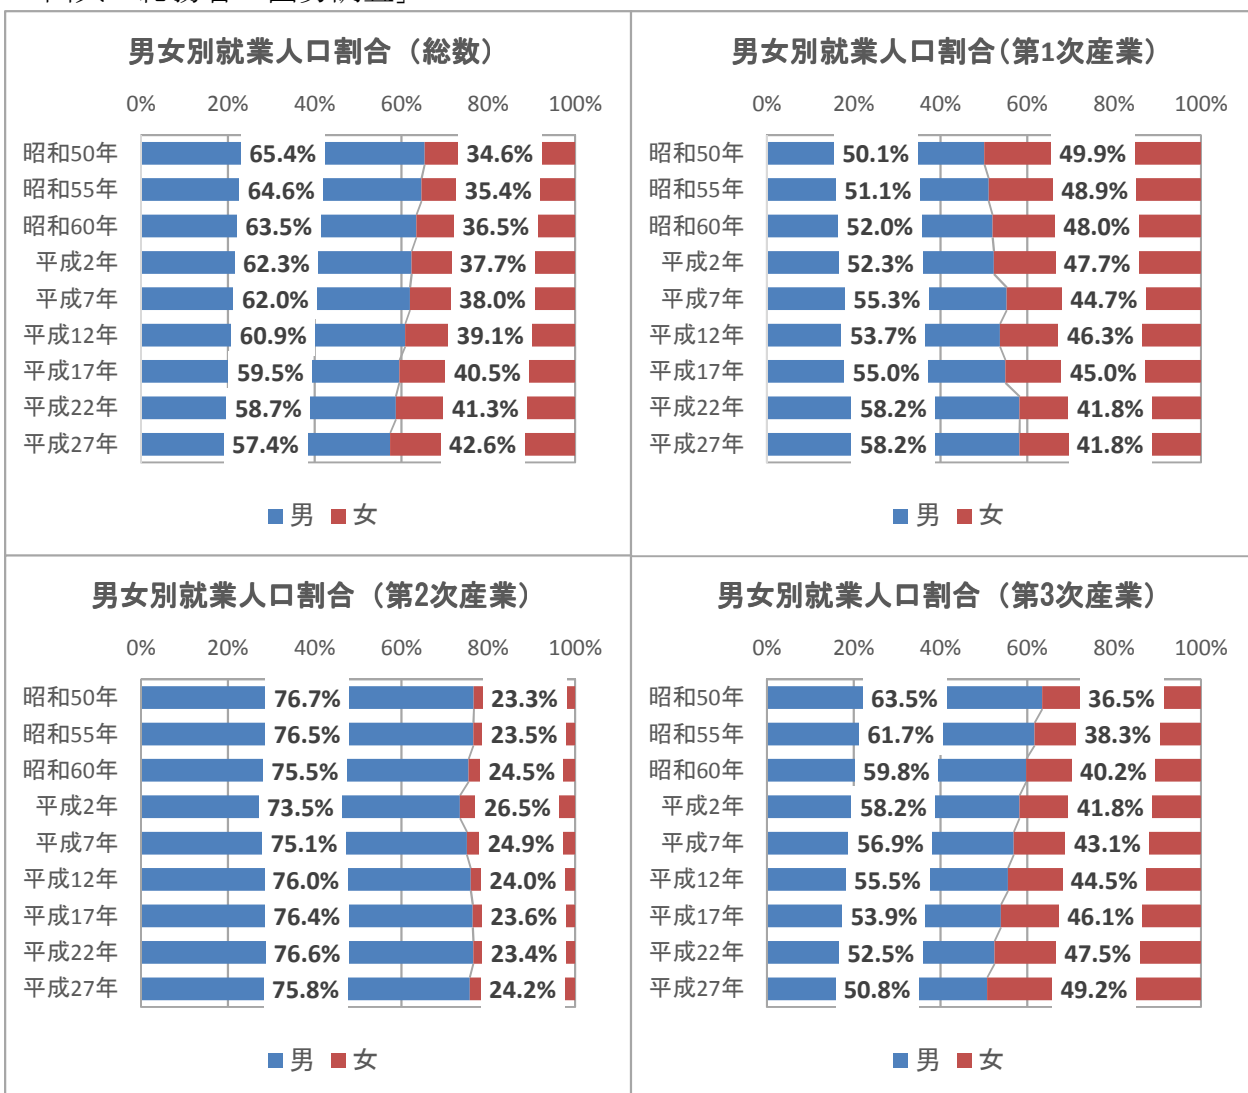 男女別就業人口割合（総数）
0% 20% 40% 60% 80% 100%
昭和50年 65.4% 34.6%
昭和55年 64.6% 35.4%
昭和60年 63.5% 36.5%
平成2年 62.3% 37.7%
平成7年 62.0% 38.0%
平成12年 60.9% 39.1%
平成17年 59.5% 40.5%
平成22年 58.7% 41.3%
平成27年 57.4% 42.6%
男 女
男女別就業人口割合（第1次産業）
0% 20% 40% 60% 80% 100%
昭和50年 50.1% 49.9%
昭和55年 51.1% 48.9%
昭和60年 52.0% 48.0%
平成2年 52.3% 47.7%
平成7年 55.3% 44.7%
平成12年 53.7% 46.3%
平成17年 55.0% 45.0%
平成22年 58.2% 41.8%
平成27年 58.2% 41.8%
男 女
男女別就業人口割合（第2次産業）
0% 20% 40% 60% 80% 100%
昭和50年 76.7% 23.3%
昭和55年 76.5% 23.5%
昭和60年 75.5% 24.5%
平成2年 73.5% 26.5%
平成7年 75.1% 24.9%
平成12年 76.0% 24.0%
平成17年 76.4% 23.6%
平成22年 76.6% 23.4%
平成27年 75.8% 24.2%
男 女
男女別就業人口割合（第3次産業）
0% 20% 40% 60% 80% 100%
昭和50年 63.5% 36.5%
昭和55年 61.7% 38.3%
昭和60年 59.8% 40.2%
平成2年 58.2% 41.8%
平成7年 56.9% 43.1%
平成12年 55.5% 44.5%
平成17年 53.9% 46.1%
平成22年 52.5% 47.5%
平成27年 50.8% 49.2%
男 女